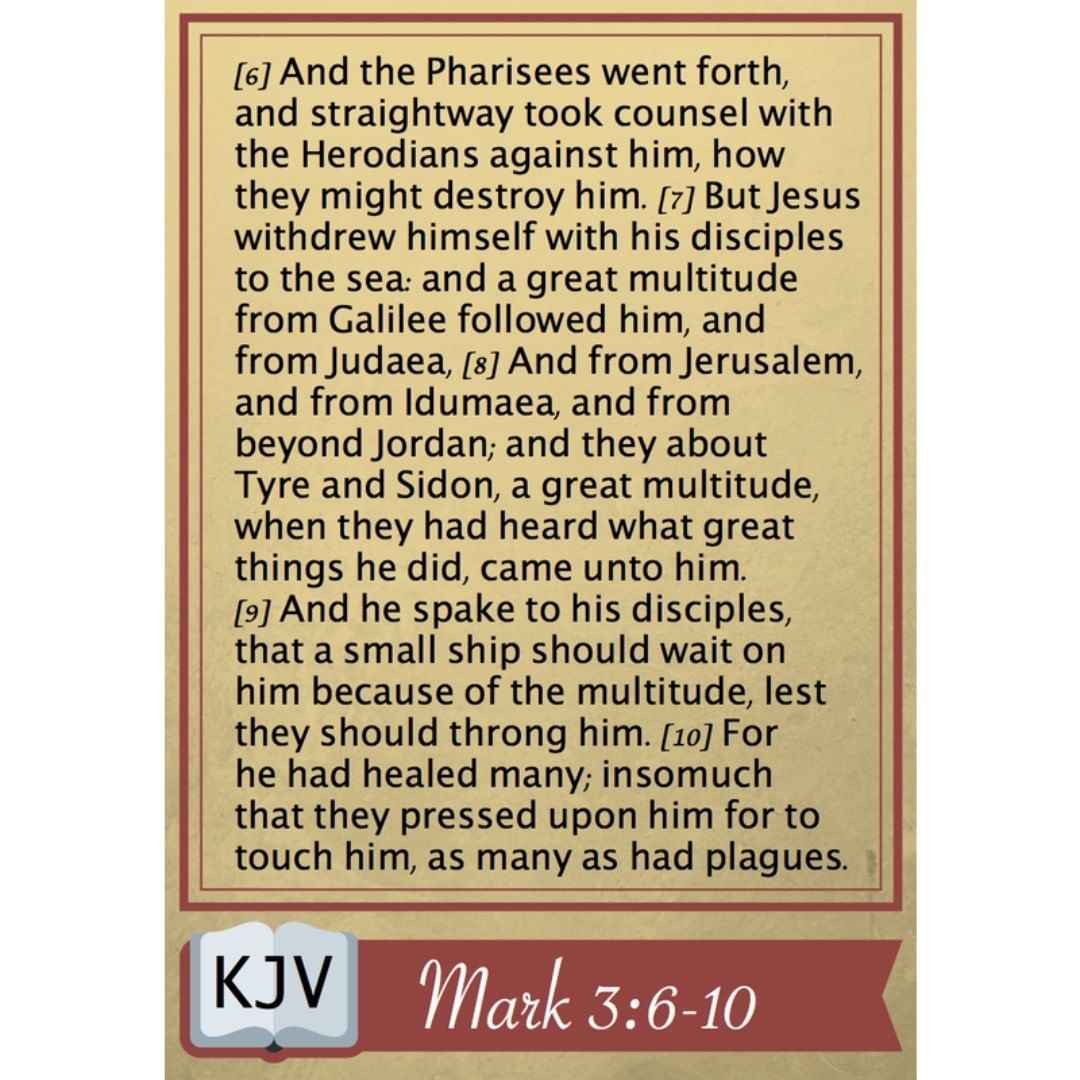 [6] And the Pharisees went forth,
and straightway took counsel with
the Herodians against him, how
they might destroy him. [7] But Jesus
withdrew himself with his disciples
to the sea: and a great multitude
from Galilee followed him, and
from Judaea, [8] And from Jerusalem,
and from Idumaea, and from
beyond Jordan; and they about
Tyre and Sidon, a great multitude,
when they had heard what great
things he did, came unto him.
[9] And he spake to his disciples,
that a small ship should wait on
him because of the multitude, lest
they should throng him. [10] For
he had healed many; insomuch
that they pressed upon him for to
touch him, as many as had plagues.
KJV
Mark 3:6-10